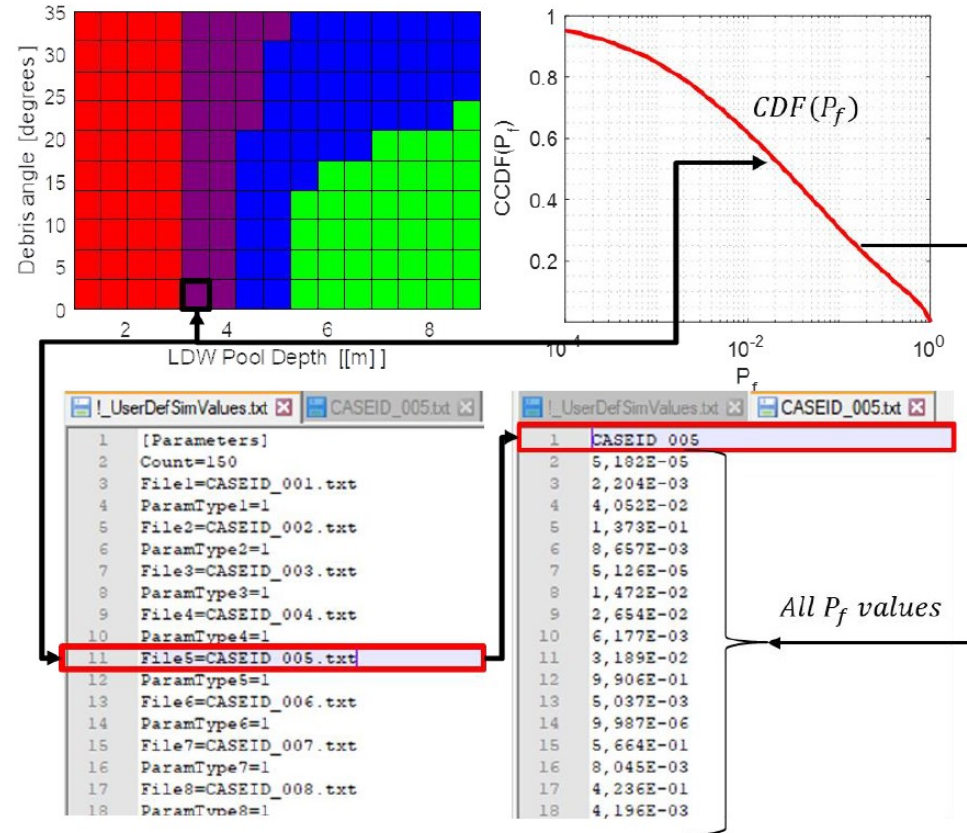 35
30
25
20
15
10
5
0
Debris angle [degrees]
2 4 6 8
LDW Pool Depth [[m]]
1
0.8
0.6
0.4
0.2
CCDF(P_f)
CDF(P_f)
10^-4 10^-2 10^0
P_f
!_UserDefSimValues.txt CASEID_005.txt
1 [Parameters]
2 Count=150
3 File1=CASEID_001.txt
4 ParamType1=1
5 File2=CASEID_002.txt
6 ParamType2=1
7 File3=CASEID_003.txt
8 ParamType3=1
9 File4=CASEID_004.txt
10 ParamType4=1
11 File5=CASEID_005.txt
12 ParamType5=1
13 File6=CASEID_006.txt
14 ParamType6=1
15 File7=CASEID_007.txt
16 ParamType7=1
17 File8=CASEID_008.txt
18 ParamType8=1
!_UserDefSimValues.txt CASEID_005.txt
1 CASEID_005
2 5,182E-05
3 2,204E-03
4 4,052E-02
5 1,373E-01
6 8,657E-03
7 5,126E-05
8 1,472E-02
9 2,654E-02
10 6,177E-03
11 3,189E-02
12 9,906E-01
13 5,037E-03
14 9,987E-06
15 5,664E-01
16 8,045E-03
17 4,236E-01
18 4,196E-03
All P_f values